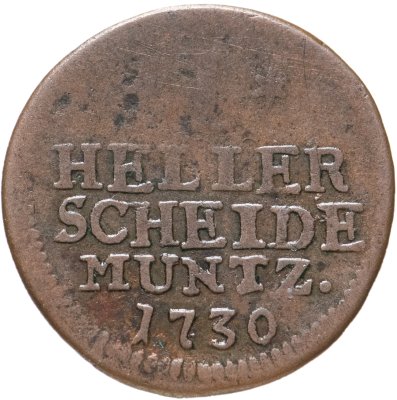 HELLER
SCHEIDE
MUNTZ.
1730